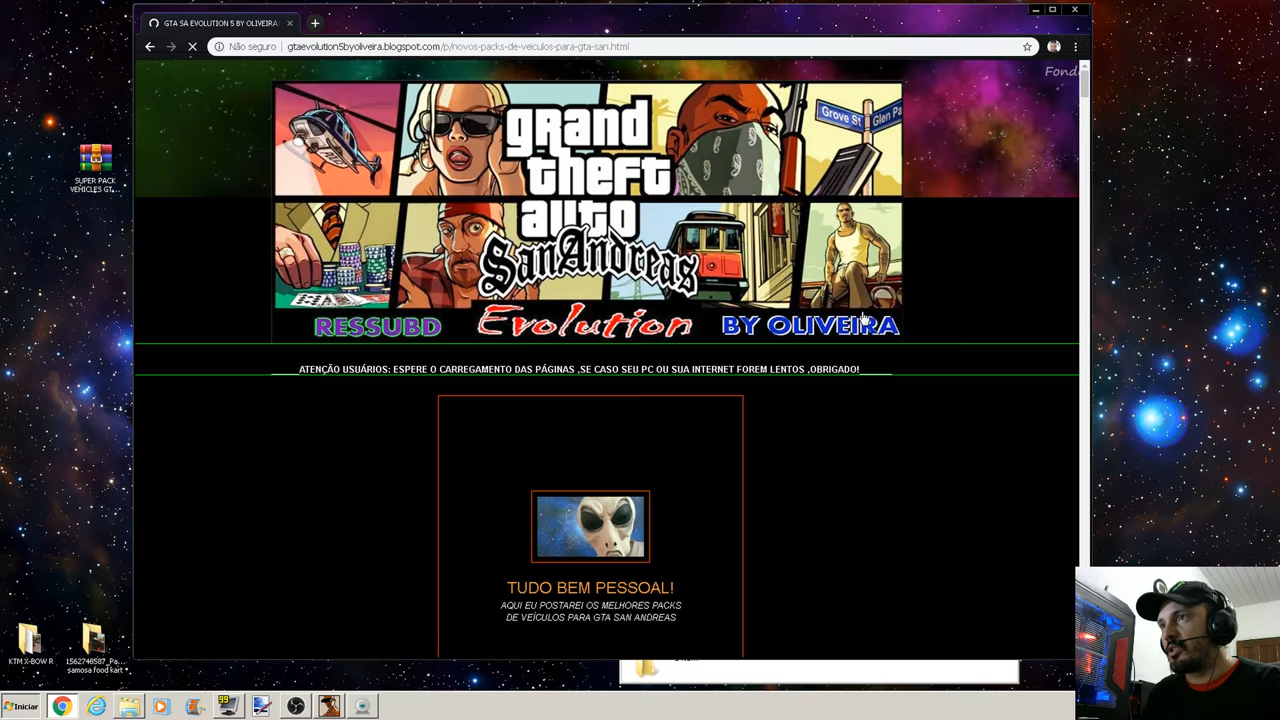 GTA SA EVOLUTION 5 BY OLIVEIRA:
Não seguro
gtaevolution5byoliveira.blogspot.com/p/novos-packs-de-veiculos-para-gta-san.html
Fond
Grove St
Glen Pa
grand
theft
auto
San Andreas
RESSUBD
Evolution
BY OLIVEIRA
ATENÇÃO USUÁRIOS: ESPERE O CARREGAMENTO DAS PÁGINAS ,SE CASO SEU PC OU SUA INTERNET FOREM LENTOS ,OBRIGADO!
TUDO BEM PESSOAL!
AQUI EU POSTAREI OS MELHORES PACKS
DE VEÍCULOS PARA GTA SAN ANDREAS
SUPER PACK
VEHICLES GT...
KTM X-BOW R
1562748587_Pa...
samosa food kart
Iniciar
99